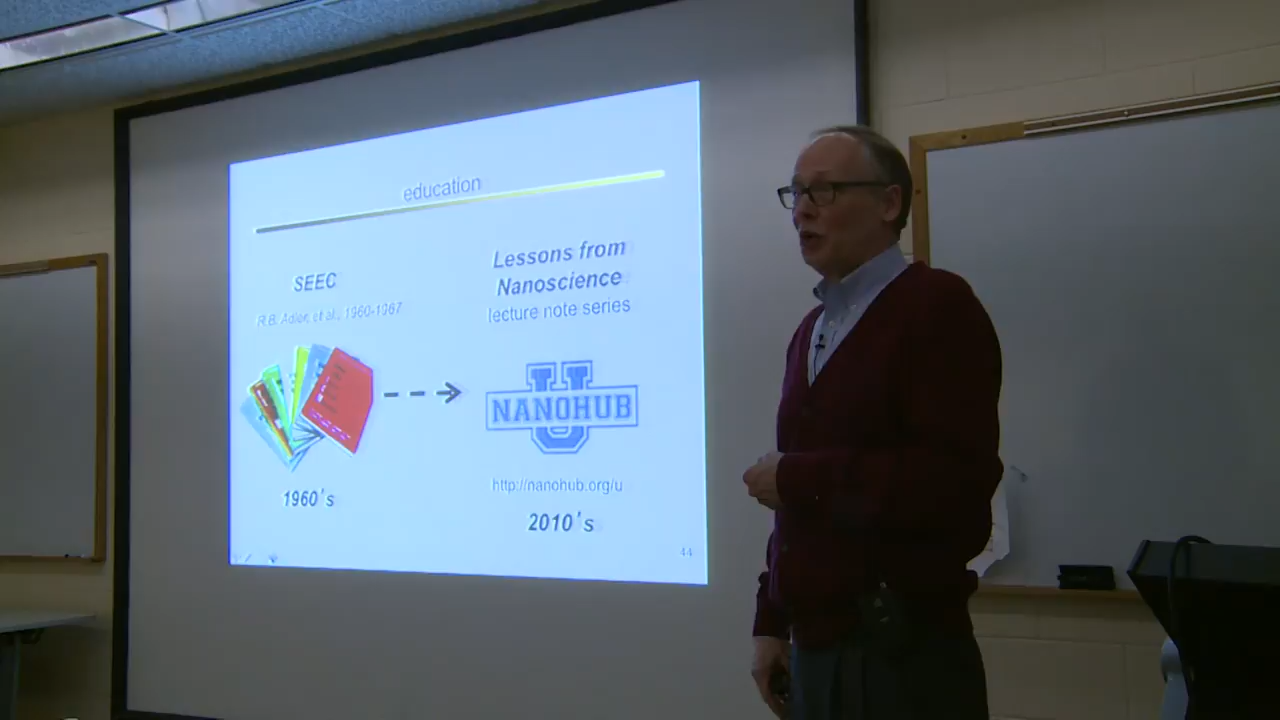 education
SEEC
R.B. Adler, et al., 1960-1967
1960's
Lessons from
Nanoscience
lecture note series
U
NANOHUB
http://nanohub.org/u
2010's
44